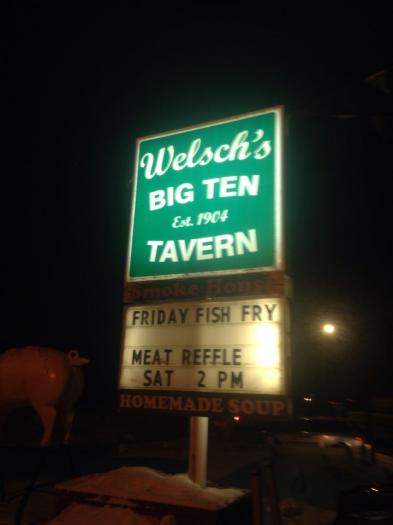 Welsch's
BIG TEN
Est. 1904
TAVERN
Smoke House
FRIDAY FISH FRY
MEAT REFFLE
SAT 2 PM
HOMEMADE SOUP